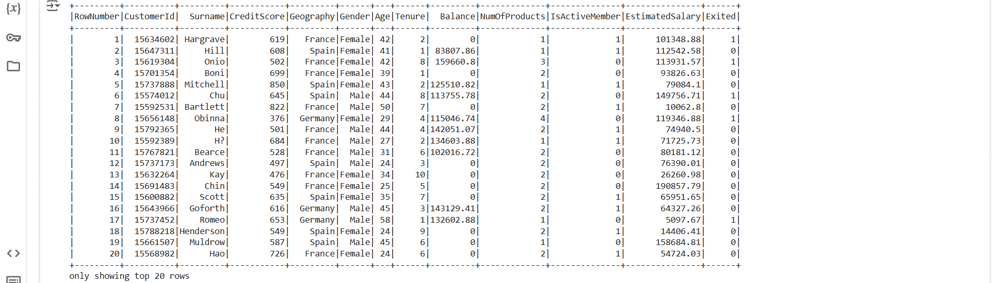 {x}
+---------+----------+---------+-----------+---------+------+---+------+---------+-------------+--------------+---------------+------+
|RowNumber|CustomerId|  Surname|CreditScore|Geography|Gender|Age|Tenure|  Balance|NumOfProducts|IsActiveMember|EstimatedSalary|Exited|
+---------+----------+---------+-----------+---------+------+---+------+---------+-------------+--------------+---------------+------+
|        1|  15634602| Hargrave|        619|   France|Female| 42|     2|        0|            1|             1|      101348.88|     1|
|        2|  15647311|     Hill|        608|    Spain|Female| 41|     1| 83807.86|            1|             1|      112542.58|     0|
|        3|  15619304|     Onio|        502|   France|Female| 42|     8| 159660.8|            3|             0|      113931.57|     1|
|        4|  15701354|     Boni|        699|   France|Female| 39|     1|        0|            2|             0|       93826.63|     0|
|        5|  15737888| Mitchell|        850|    Spain|Female| 43|     2|125510.82|            1|             1|        79084.1|     0|
|        6|  15574012|      Chu|        645|    Spain|  Male| 44|     8|113755.78|            2|             0|      149756.71|     1|
|        7|  15592531| Bartlett|        822|   France|  Male| 50|     7|        0|            2|             1|        10062.8|     0|
|        8|  15656148|   Obinna|        376|  Germany|Female| 29|     4|115046.74|            4|             0|      119346.88|     1|
|        9|  15792365|       He|        501|   France|  Male| 44|     4|142051.07|            2|             1|        74940.5|     0|
|       10|  15592389|       H?|        684|   France|  Male| 27|     2|134603.88|            1|             1|       71725.73|     0|
|       11|  15767821|   Bearce|        528|   France|  Male| 31|     6|102016.72|            2|             0|       80181.12|     0|
|       12|  15737173|  Andrews|        497|    Spain|  Male| 24|     3|        0|            2|             0|       76390.01|     0|
|       13|  15632264|      Kay|        476|   France|Female| 34|    10|        0|            2|             0|       26260.98|     0|
|       14|  15691483|     Chin|        549|   France|Female| 25|     5|        0|            2|             0|      190857.79|     0|
|       15|  15600882|    Scott|        635|    Spain|Female| 35|     7|        0|            2|             1|       65951.65|     0|
|       16|  15643966|  Goforth|        616|  Germany|  Male| 45|     3|143129.41|            2|             1|       64327.26|     0|
|       17|  15737452|    Romeo|        653|  Germany|  Male| 58|     1|132602.88|            1|             0|        5097.67|     1|
|       18|  15788218|Henderson|        549|    Spain|Female| 24|     9|        0|            2|             1|       14406.41|     0|
|       19|  15661507|  Muldrow|        587|    Spain|  Male| 45|     6|        0|            1|             0|      158684.81|     0|
|       20|  15568982|      Hao|        726|   France|Female| 24|     6|        0|            2|             1|       54724.03|     0|
+---------+----------+---------+-----------+---------+------+---+------+---------+-------------+--------------+---------------+------+
only showing top 20 rows